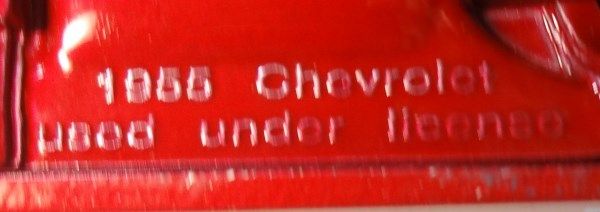 1955 Chevrolet
used under license